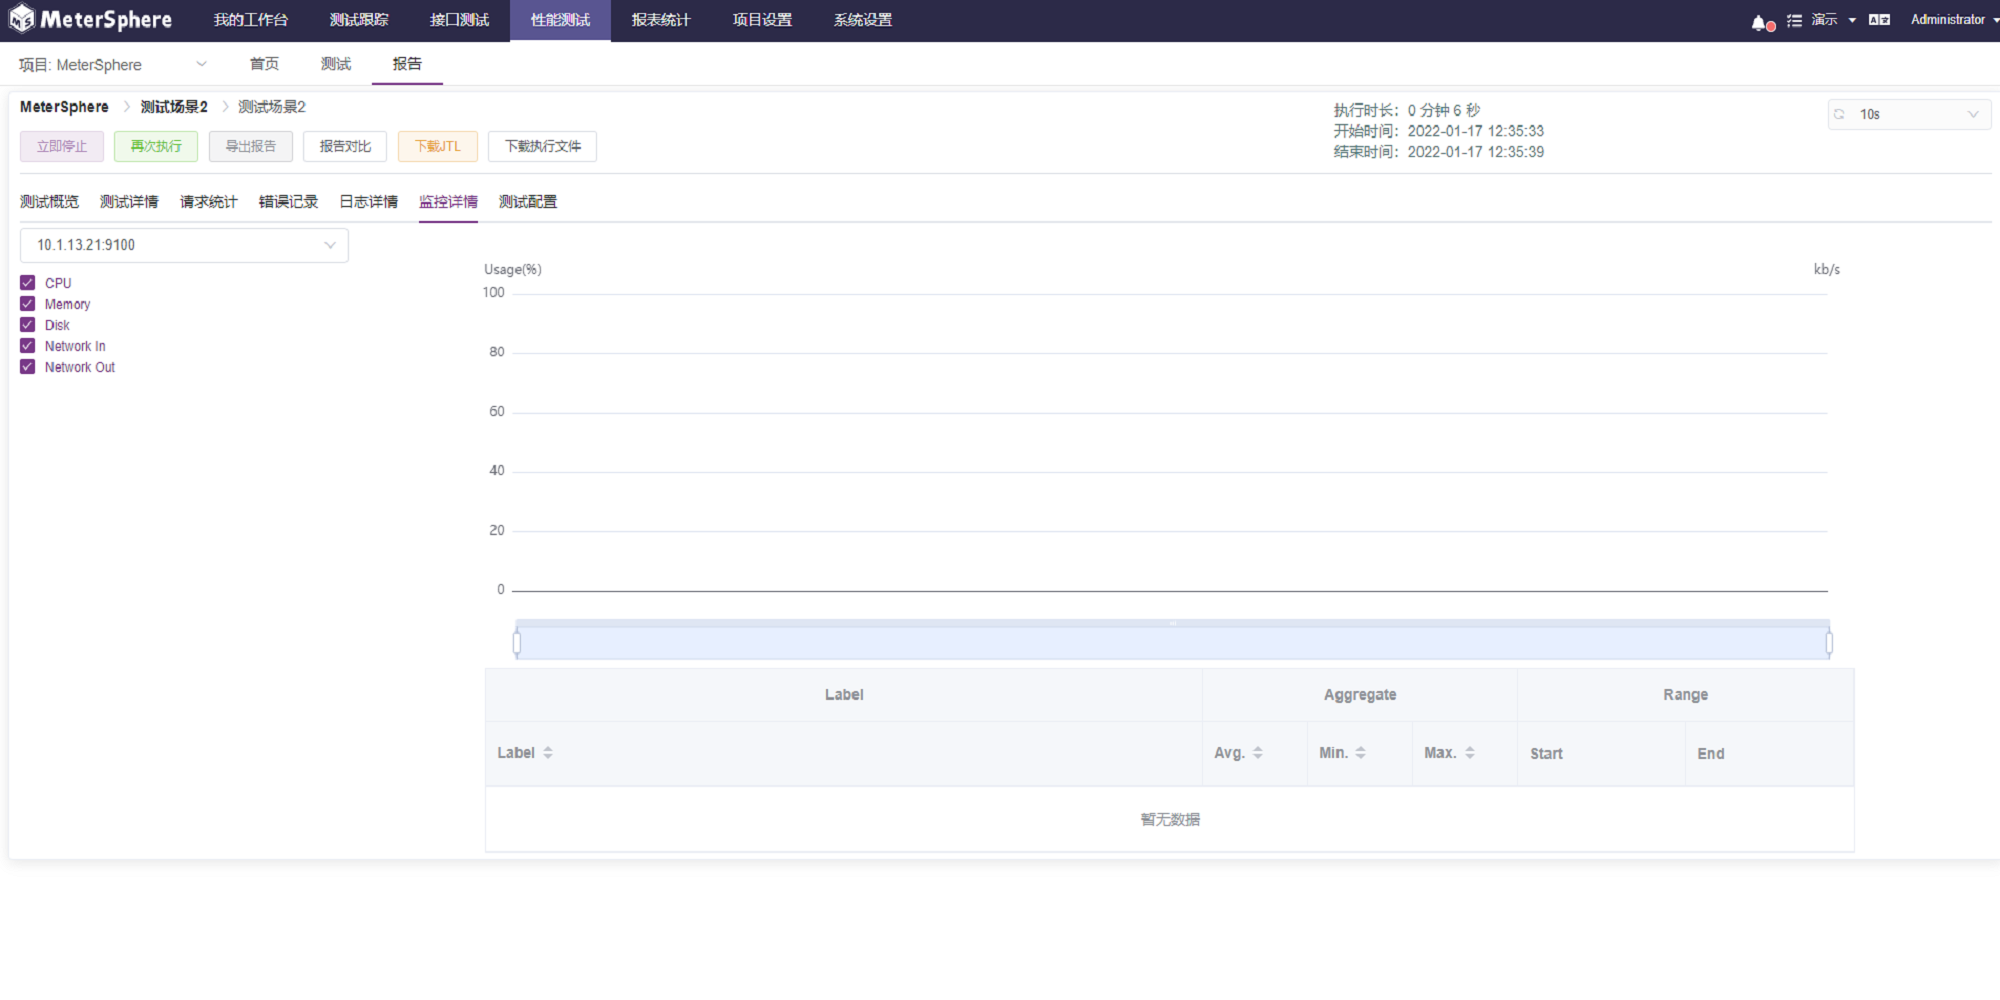 MeterSphere 我的工作台 测试跟踪 接口测试 性能测试 报表统计 项目设置 系统设置 演示 Administrator
项目: MeterSphere 首页 测试 报告
MeterSphere 测试场景2 测试场景2
执行时长: 0 分钟 6 秒
开始时间: 2022-01-17 12:35:33
结束时间: 2022-01-17 12:35:39
10s
立即停止 再次执行 导出报告 报告对比 下载JTL 下载执行文件
测试概览 测试详情 请求统计 错误记录 日志详情 监控详情 测试配置
10.1.13.21:9100
CPU
Memory
Disk
Network In
Network Out
Usage(%) kb/s
100
80
60
40
20
0
Label Aggregate Range
Label Avg. Min. Max. Start End
暂无数据